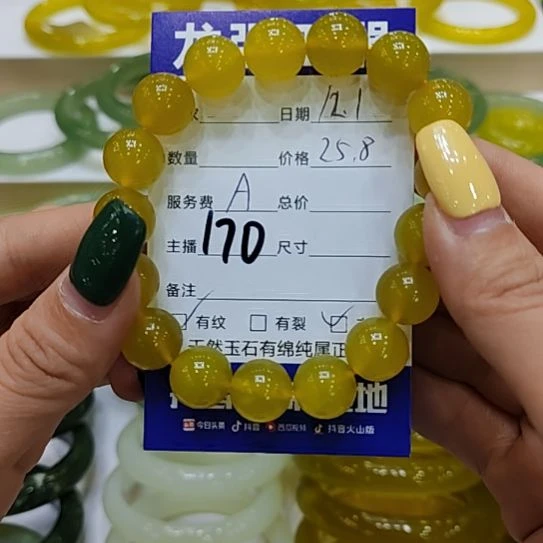 日期 12.1
数量 价格 25.8
服务费 A 总价
主播 170 尺寸
备注
有纹 有裂
天然玉石有绵纯属正
今日头条 抖音 西瓜视频 抖音火山版